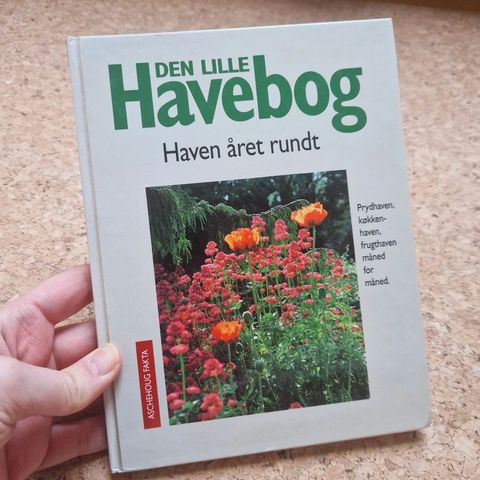 DEN LILLE
Havebog
Haven året rundt
Prydhaven,
køkken-
haven,
frugthaven
måned
for
måned.
ASCHEHOUG FAKTA